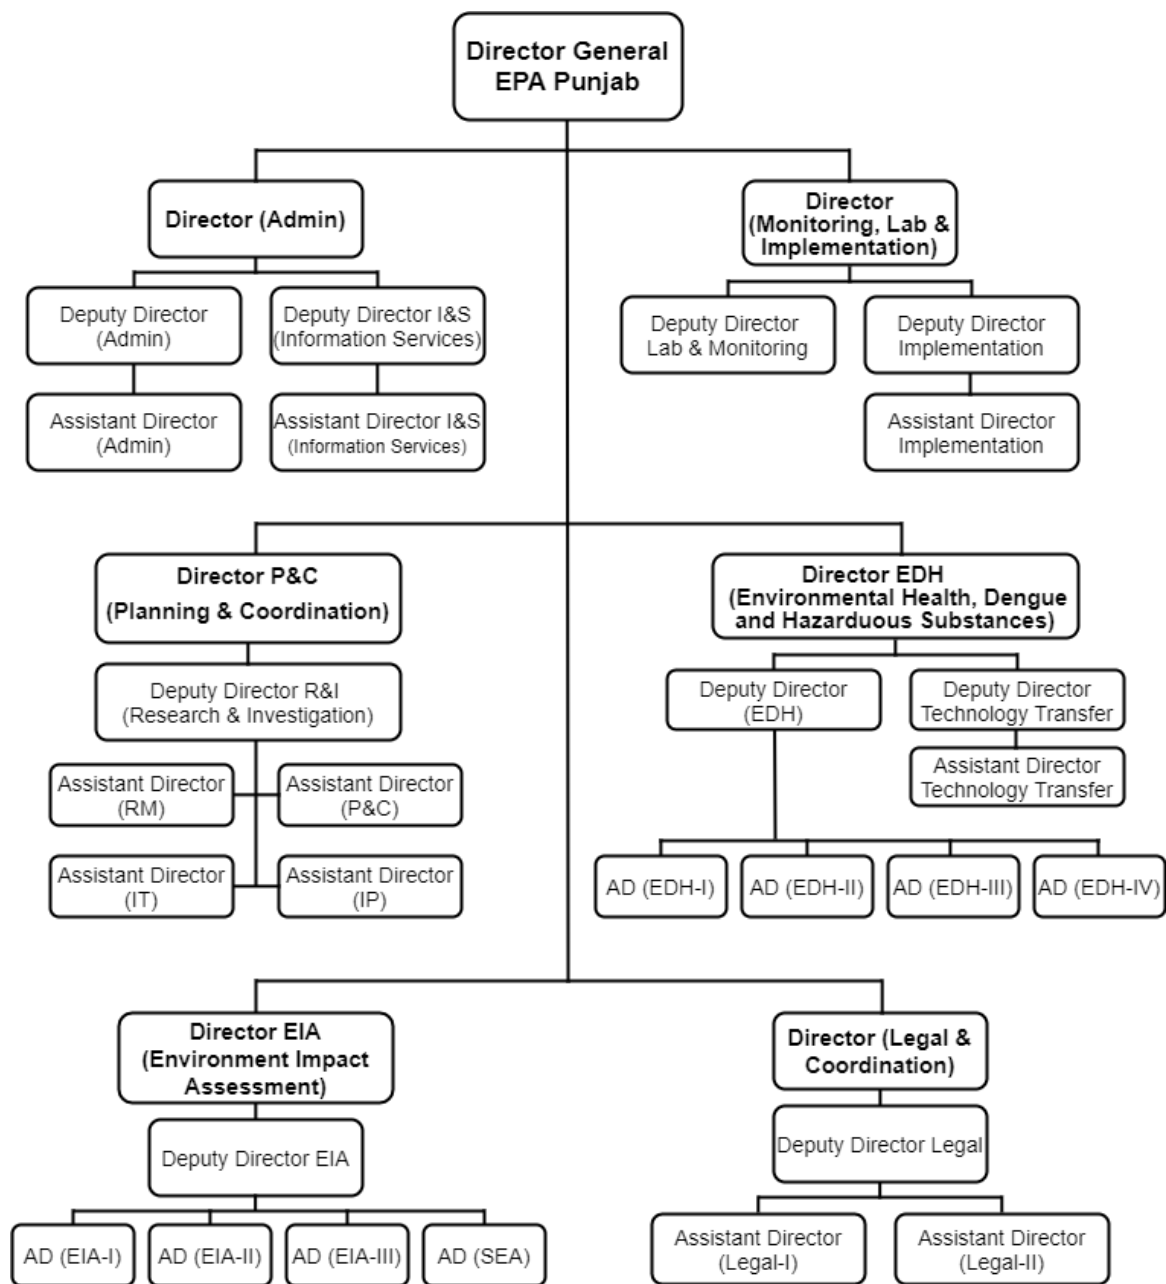 Director General
EPA Punjab
Director (Admin)
Director
(Monitoring, Lab &
Implementation)
Deputy Director
(Admin)
Deputy Director I&S
(Information Services)
Deputy Director
Lab & Monitoring
Deputy Director
Implementation
Assistant Director
(Admin)
Assistant Director I&S
(Information Services)
Assistant Director
Implementation
Director P&C
(Planning & Coordination)
Director EDH
(Environmental Health, Dengue
and Hazarduous Substances)
Deputy Director R&I
(Research & Investigation)
Deputy Director
(EDH)
Deputy Director
Technology Transfer
Assistant Director
(RM)
Assistant Director
(P&C)
Assistant Director
Technology Transfer
Assistant Director
(IT)
Assistant Director
(IP)
AD (EDH-I)
AD (EDH-II)
AD (EDH-III)
AD (EDH-IV)
Director EIA
(Environment Impact
Assessment)
Director (Legal &
Coordination)
Deputy Director EIA
Deputy Director Legal
AD (EIA-I)
AD (EIA-II)
AD (EIA-III)
AD (SEA)
Assistant Director
(Legal-I)
Assistant Director
(Legal-II)